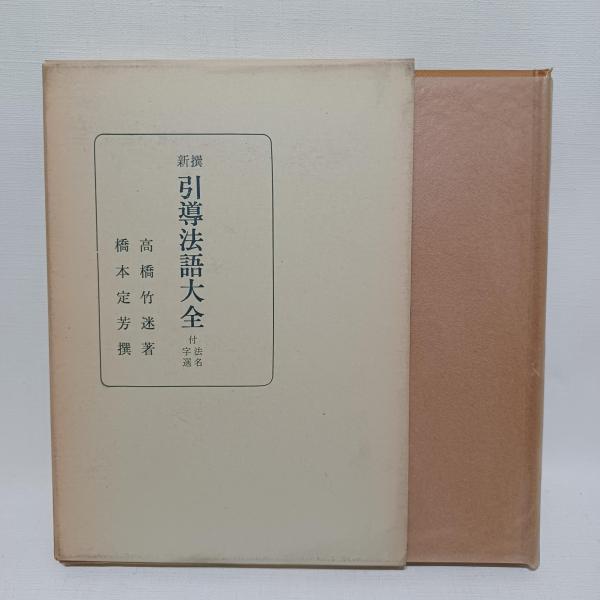 新撰
引導法語大全
付法名
字選
高橋竹迷著
橋本定芳撰